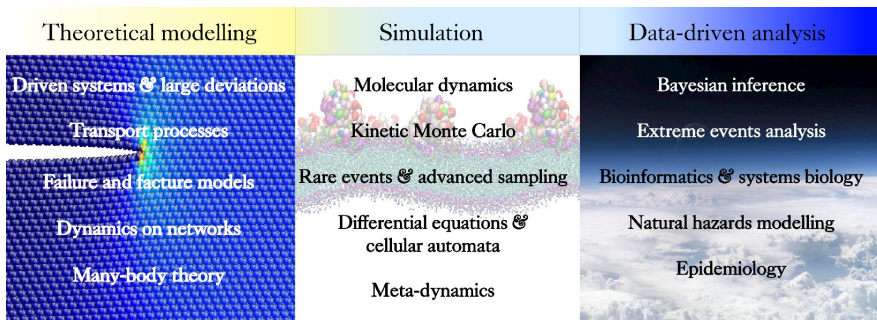 Theoretical modelling
Driven systems & large deviations
Transport processes
Failure and facture models
Dynamics on networks
Many-body theory
Simulation
Molecular dynamics
Kinetic Monte Carlo
Rare events & advanced sampling
Differential equations &
cellular automata
Meta-dynamics
Data-driven analysis
Bayesian inference
Extreme events analysis
Bioinformatics & systems biology
Natural hazards modelling
Epidemiology